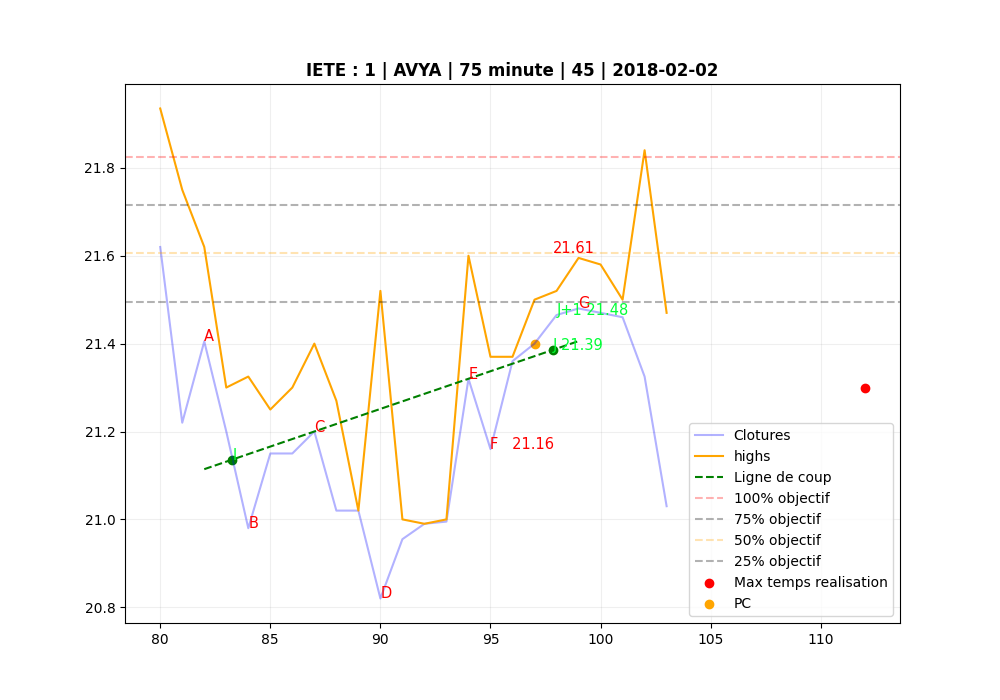 IETE : 1 | AVYA | 75 minute | 45 | 2018-02-02
21.8
21.6
21.4
21.2
21.0
20.8
21.61
G
J+1 21.48
A
J 21.39
E
C
F 21.16
I
B
D
Clotures
highs
Ligne de coup
100% objectif
75% objectif
50% objectif
25% objectif
Max temps realisation
PC
80 85 90 95 100 105 110